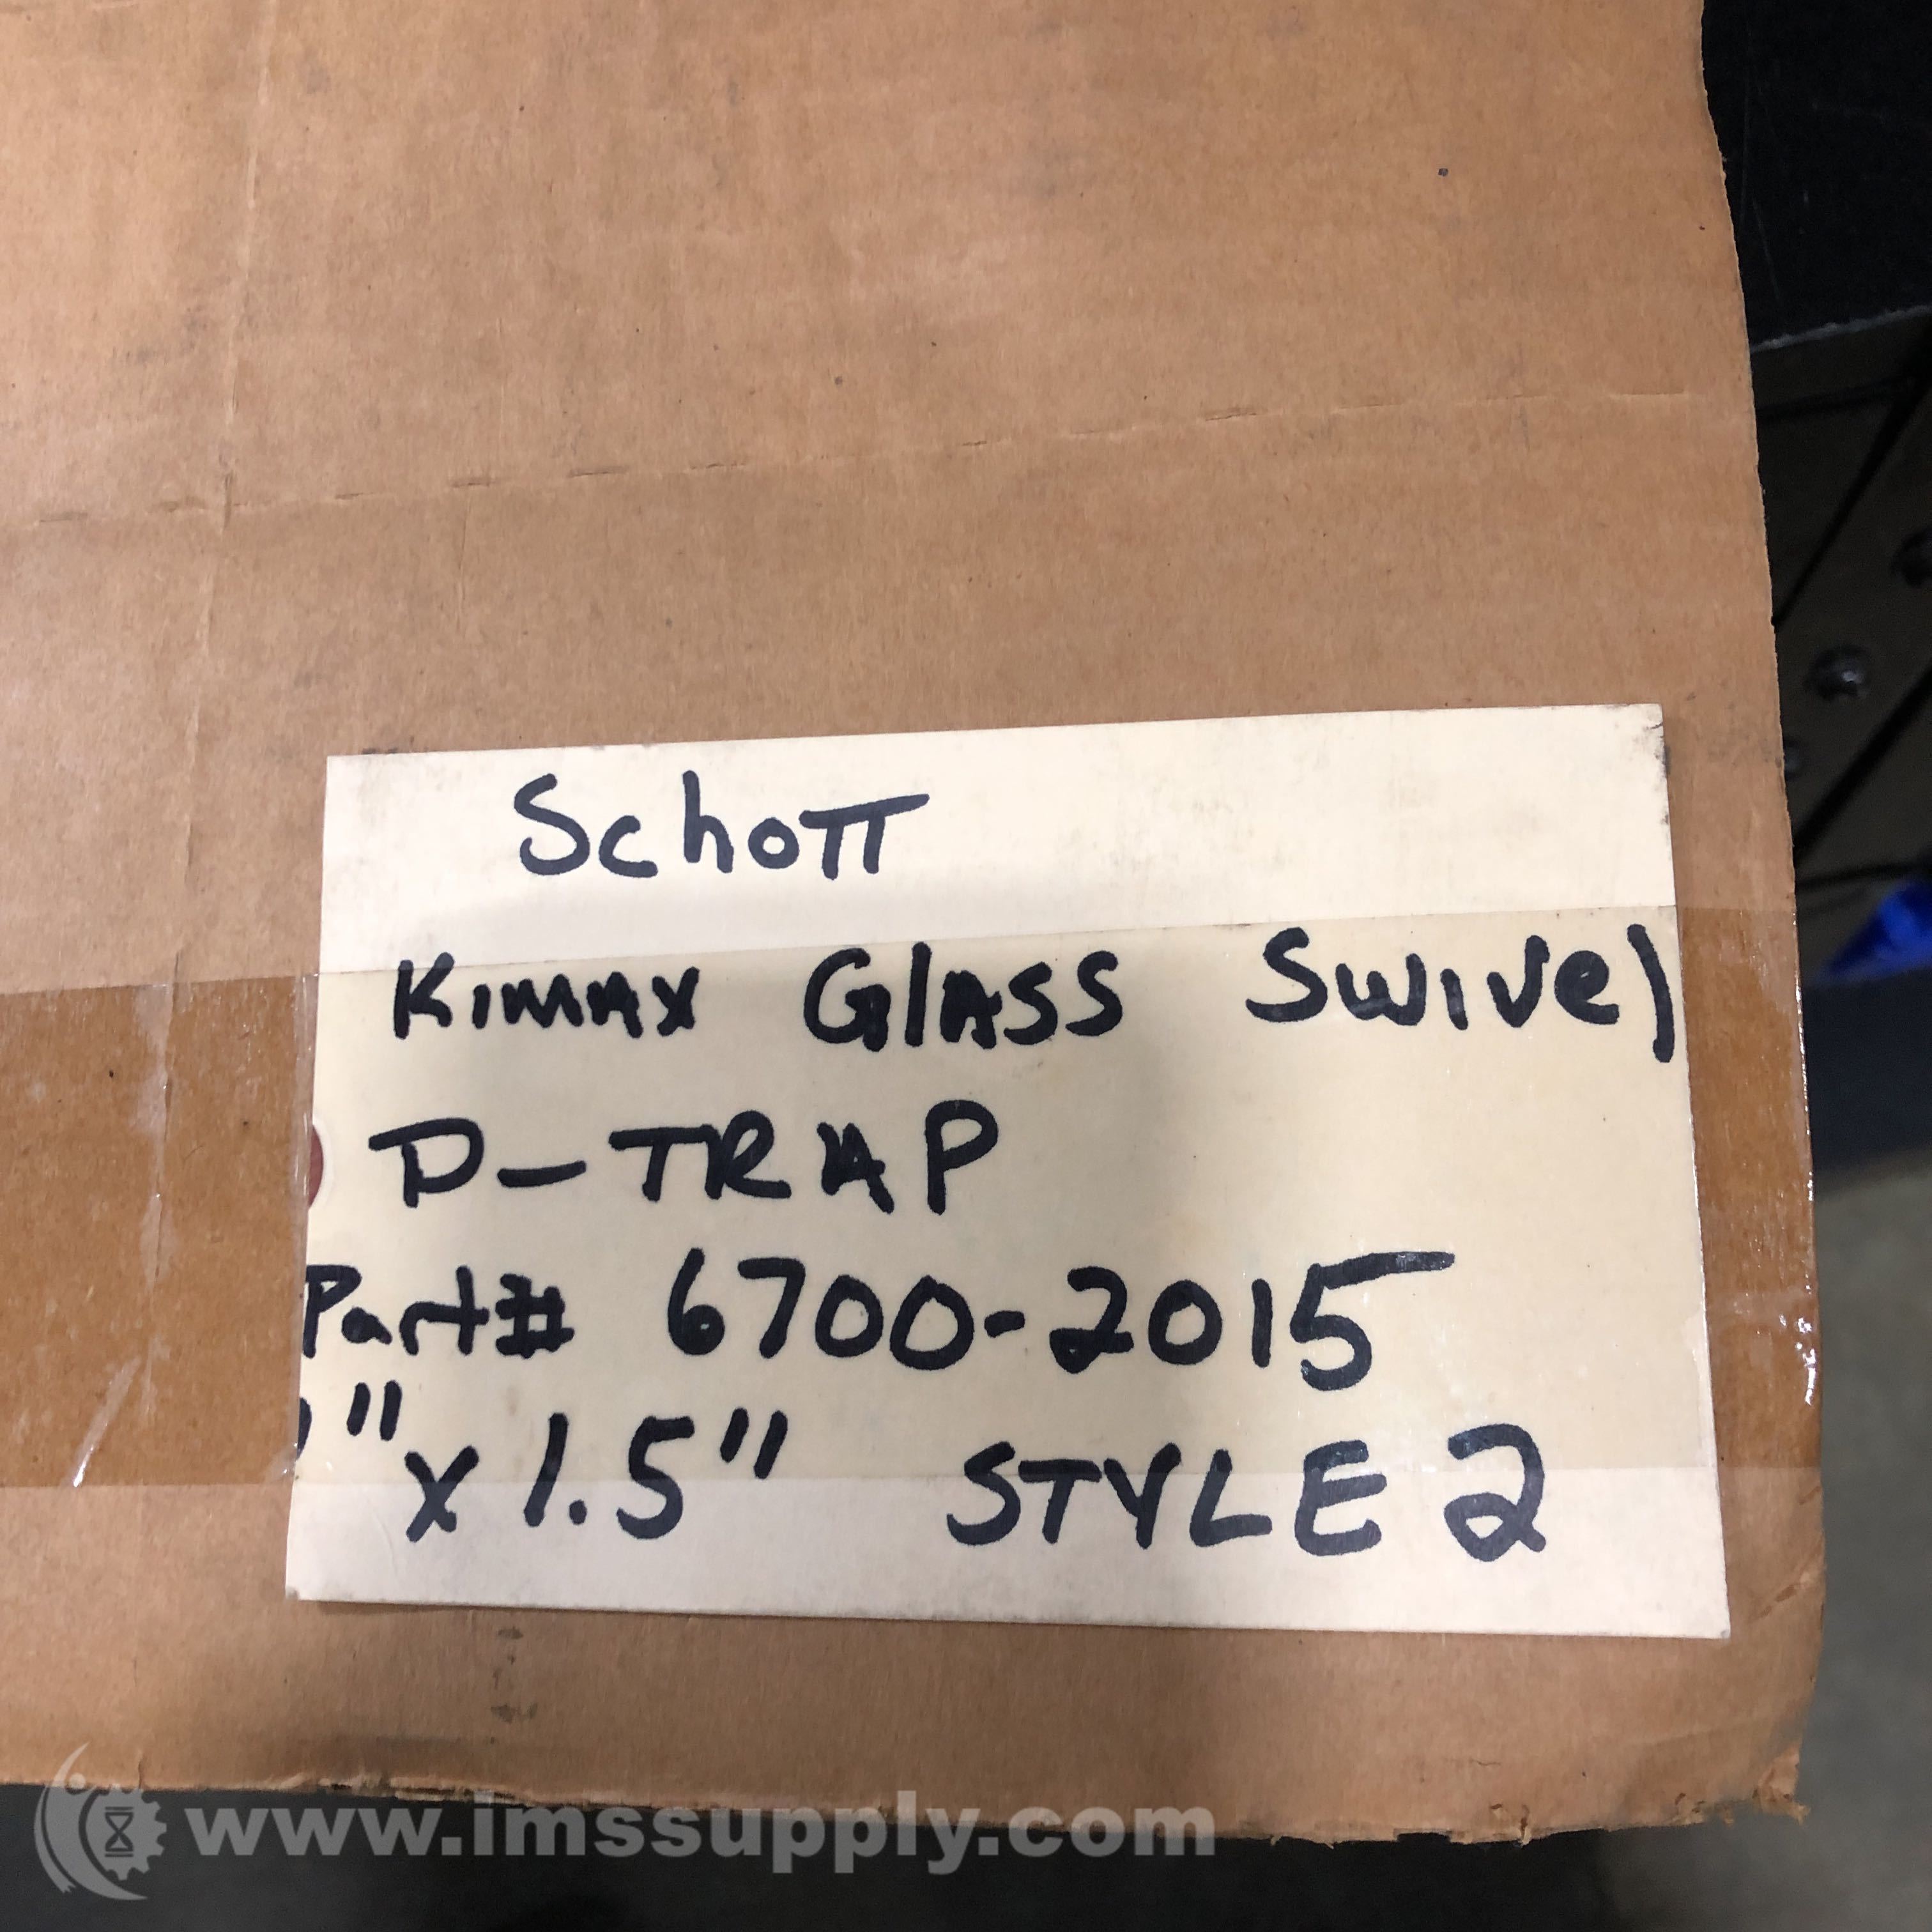 Schott
Kimax Glass Swivel
D-TRAP
Part# 6700-2015
" x 1.5" STYLE 2
www.imssupply.com